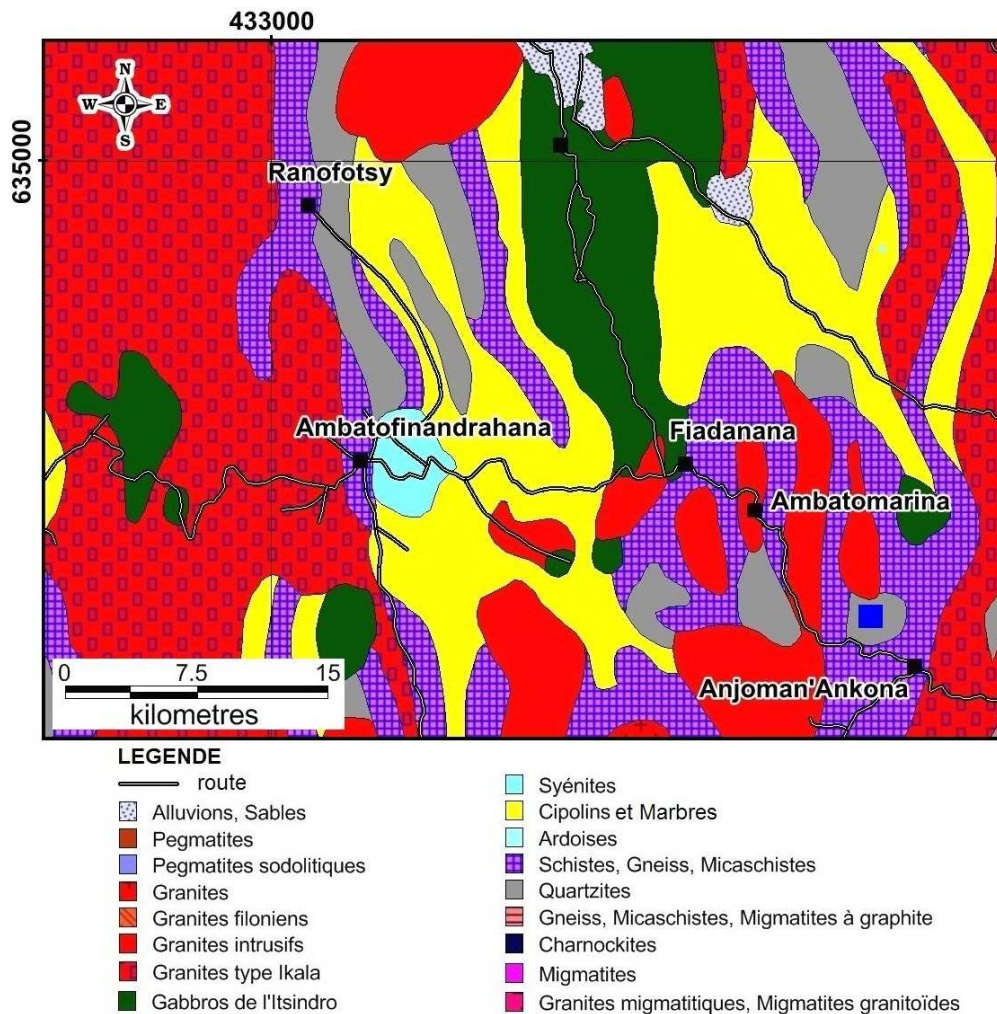 433000
635000
N
W E
S
Ranofotsy
Ambatofinandrahana
Fiadanana
Ambatomarina
Anjoman'Ankona
0 7.5 15
kilometres
LEGENDE
route
Alluvions, Sables
Pegmatites
Pegmatites sodolitiques
Granites
Granites filoniens
Granites intrusifs
Granites type Ikala
Gabbros de l'Itsindro
Syénites
Cipolins et Marbres
Ardoises
Schistes, Gneiss, Micaschistes
Quartzites
Gneiss, Micaschistes, Migmatites à graphite
Charnockites
Migmatites
Granites migmatitiques, Migmatites granitoïdes